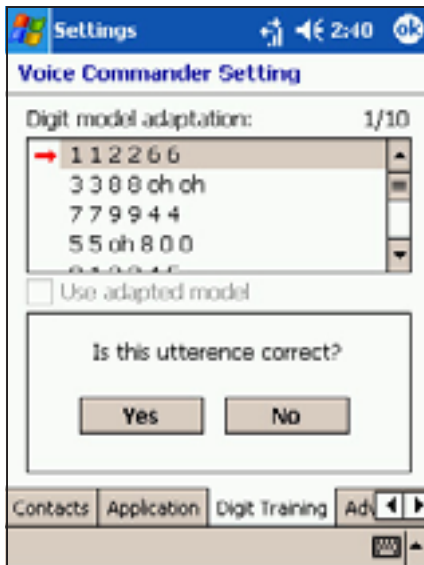 Settings 2:40 ok
Voice Commander Setting
Digit model adaptation: 1/10
1 1 2 2 6 6
3 3 8 8 oh oh
7 7 9 9 4 4
5 5 oh 8 0 0
Use adapted model
Is this utterence correct?
Yes No
Contacts Application Digit Training Adv